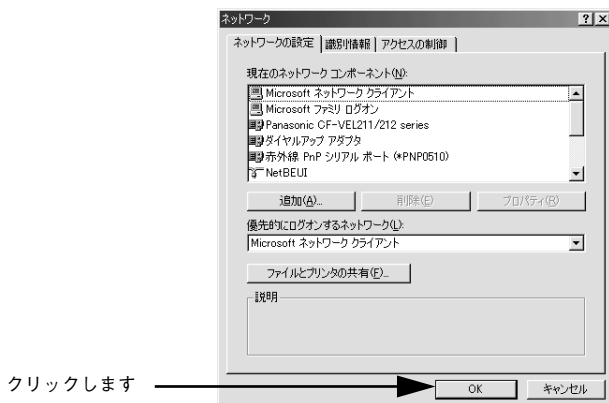 ネットワーク
ネットワークの設定 識別情報 アクセスの制御
現在のネットワーク コンポーネント(N):
Microsoft ネットワーク クライアント
Microsoft ファミリ ログオン
Panasonic CF-VEL211/212 series
ダイヤルアップ アダプタ
赤外線 PnP シリアル ポート (*PNP0510)
NetBEUI
追加(A)... 削除(E) プロパティ(R)
優先的にログオンするネットワーク(L):
Microsoft ネットワーク クライアント
ファイルとプリンタの共有(F)...
説明
クリックします OK キャンセル